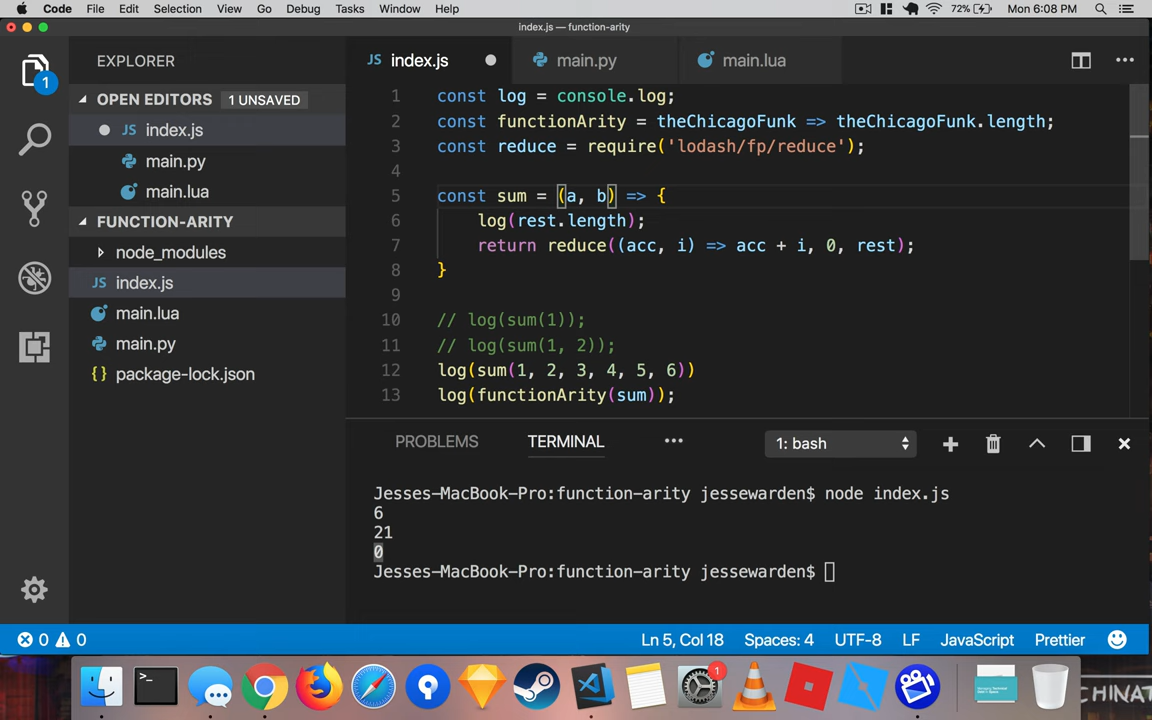 Code File Edit Selection View Go Debug Tasks Window Help 72% Mon 6:08 PM
index.js — function-arity
EXPLORER
JS index.js main.py main.lua
OPEN EDITORS 1 UNSAVED
JS index.js
main.py
main.lua
FUNCTION-ARITY
node_modules
JS index.js
main.lua
main.py
{} package-lock.json
1
1 const log = console.log;
2 const functionArity = theChicagoFunk => theChicagoFunk.length;
3 const reduce = require('lodash/fp/reduce');
4
5 const sum = (a, b) => {
6 log(rest.length);
7 return reduce((acc, i) => acc + i, 0, rest);
8 }
9
10 // log(sum(1));
11 // log(sum(1, 2));
12 log(sum(1, 2, 3, 4, 5, 6))
13 log(functionArity(sum));
PROBLEMS TERMINAL ••• 1: bash
Jesses-MacBook-Pro:function-arity jessewarden$ node index.js
6
21
0
Jesses-MacBook-Pro:function-arity jessewarden$
0 0 Ln 5, Col 18 Spaces: 4 UTF-8 LF JavaScript Prettier
>_
1
CHINAT